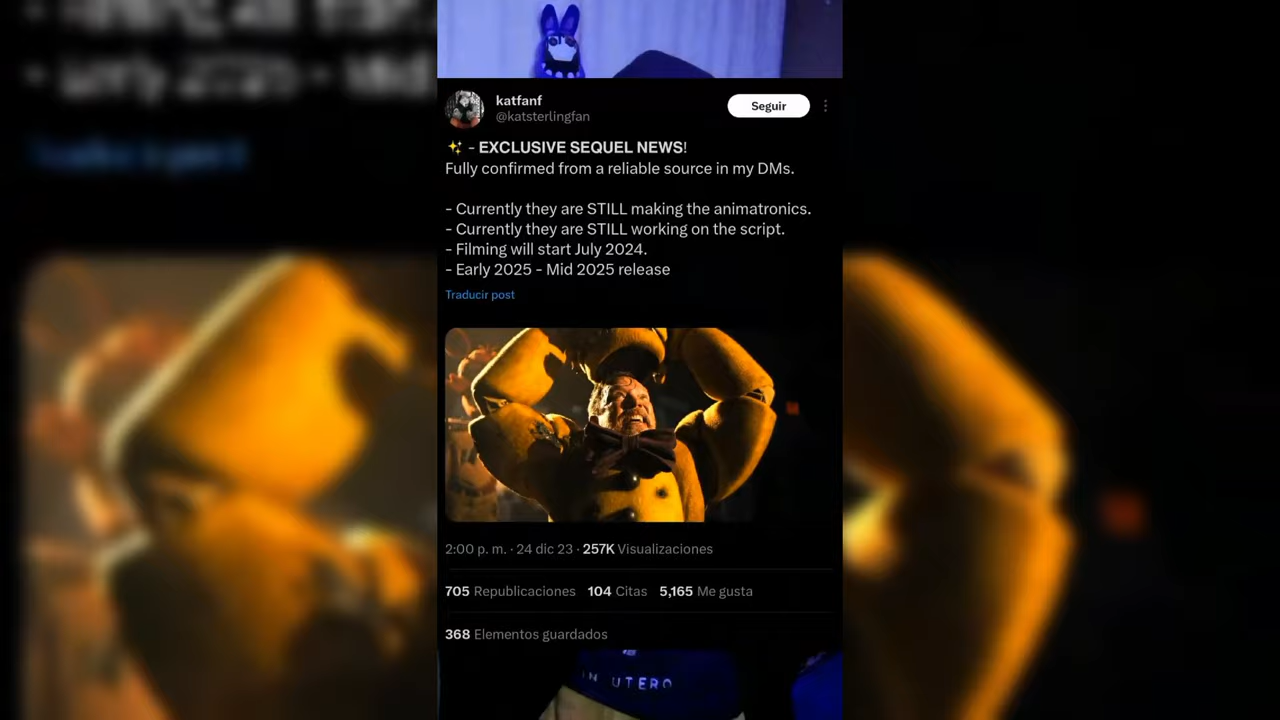 katfanf
@katsterlingfan
Seguir
✨ - EXCLUSIVE SEQUEL NEWS!
Fully confirmed from a reliable source in my DMs.
- Currently they are STILL making the animatronics.
- Currently they are STILL working on the script.
- Filming will start July 2024.
- Early 2025 - Mid 2025 release
Traducir post
2:00 p. m. · 24 dic 23 · 257K Visualizaciones
705 Republicaciones 104 Citas 5,165 Me gusta
368 Elementos guardados
IN UTERO